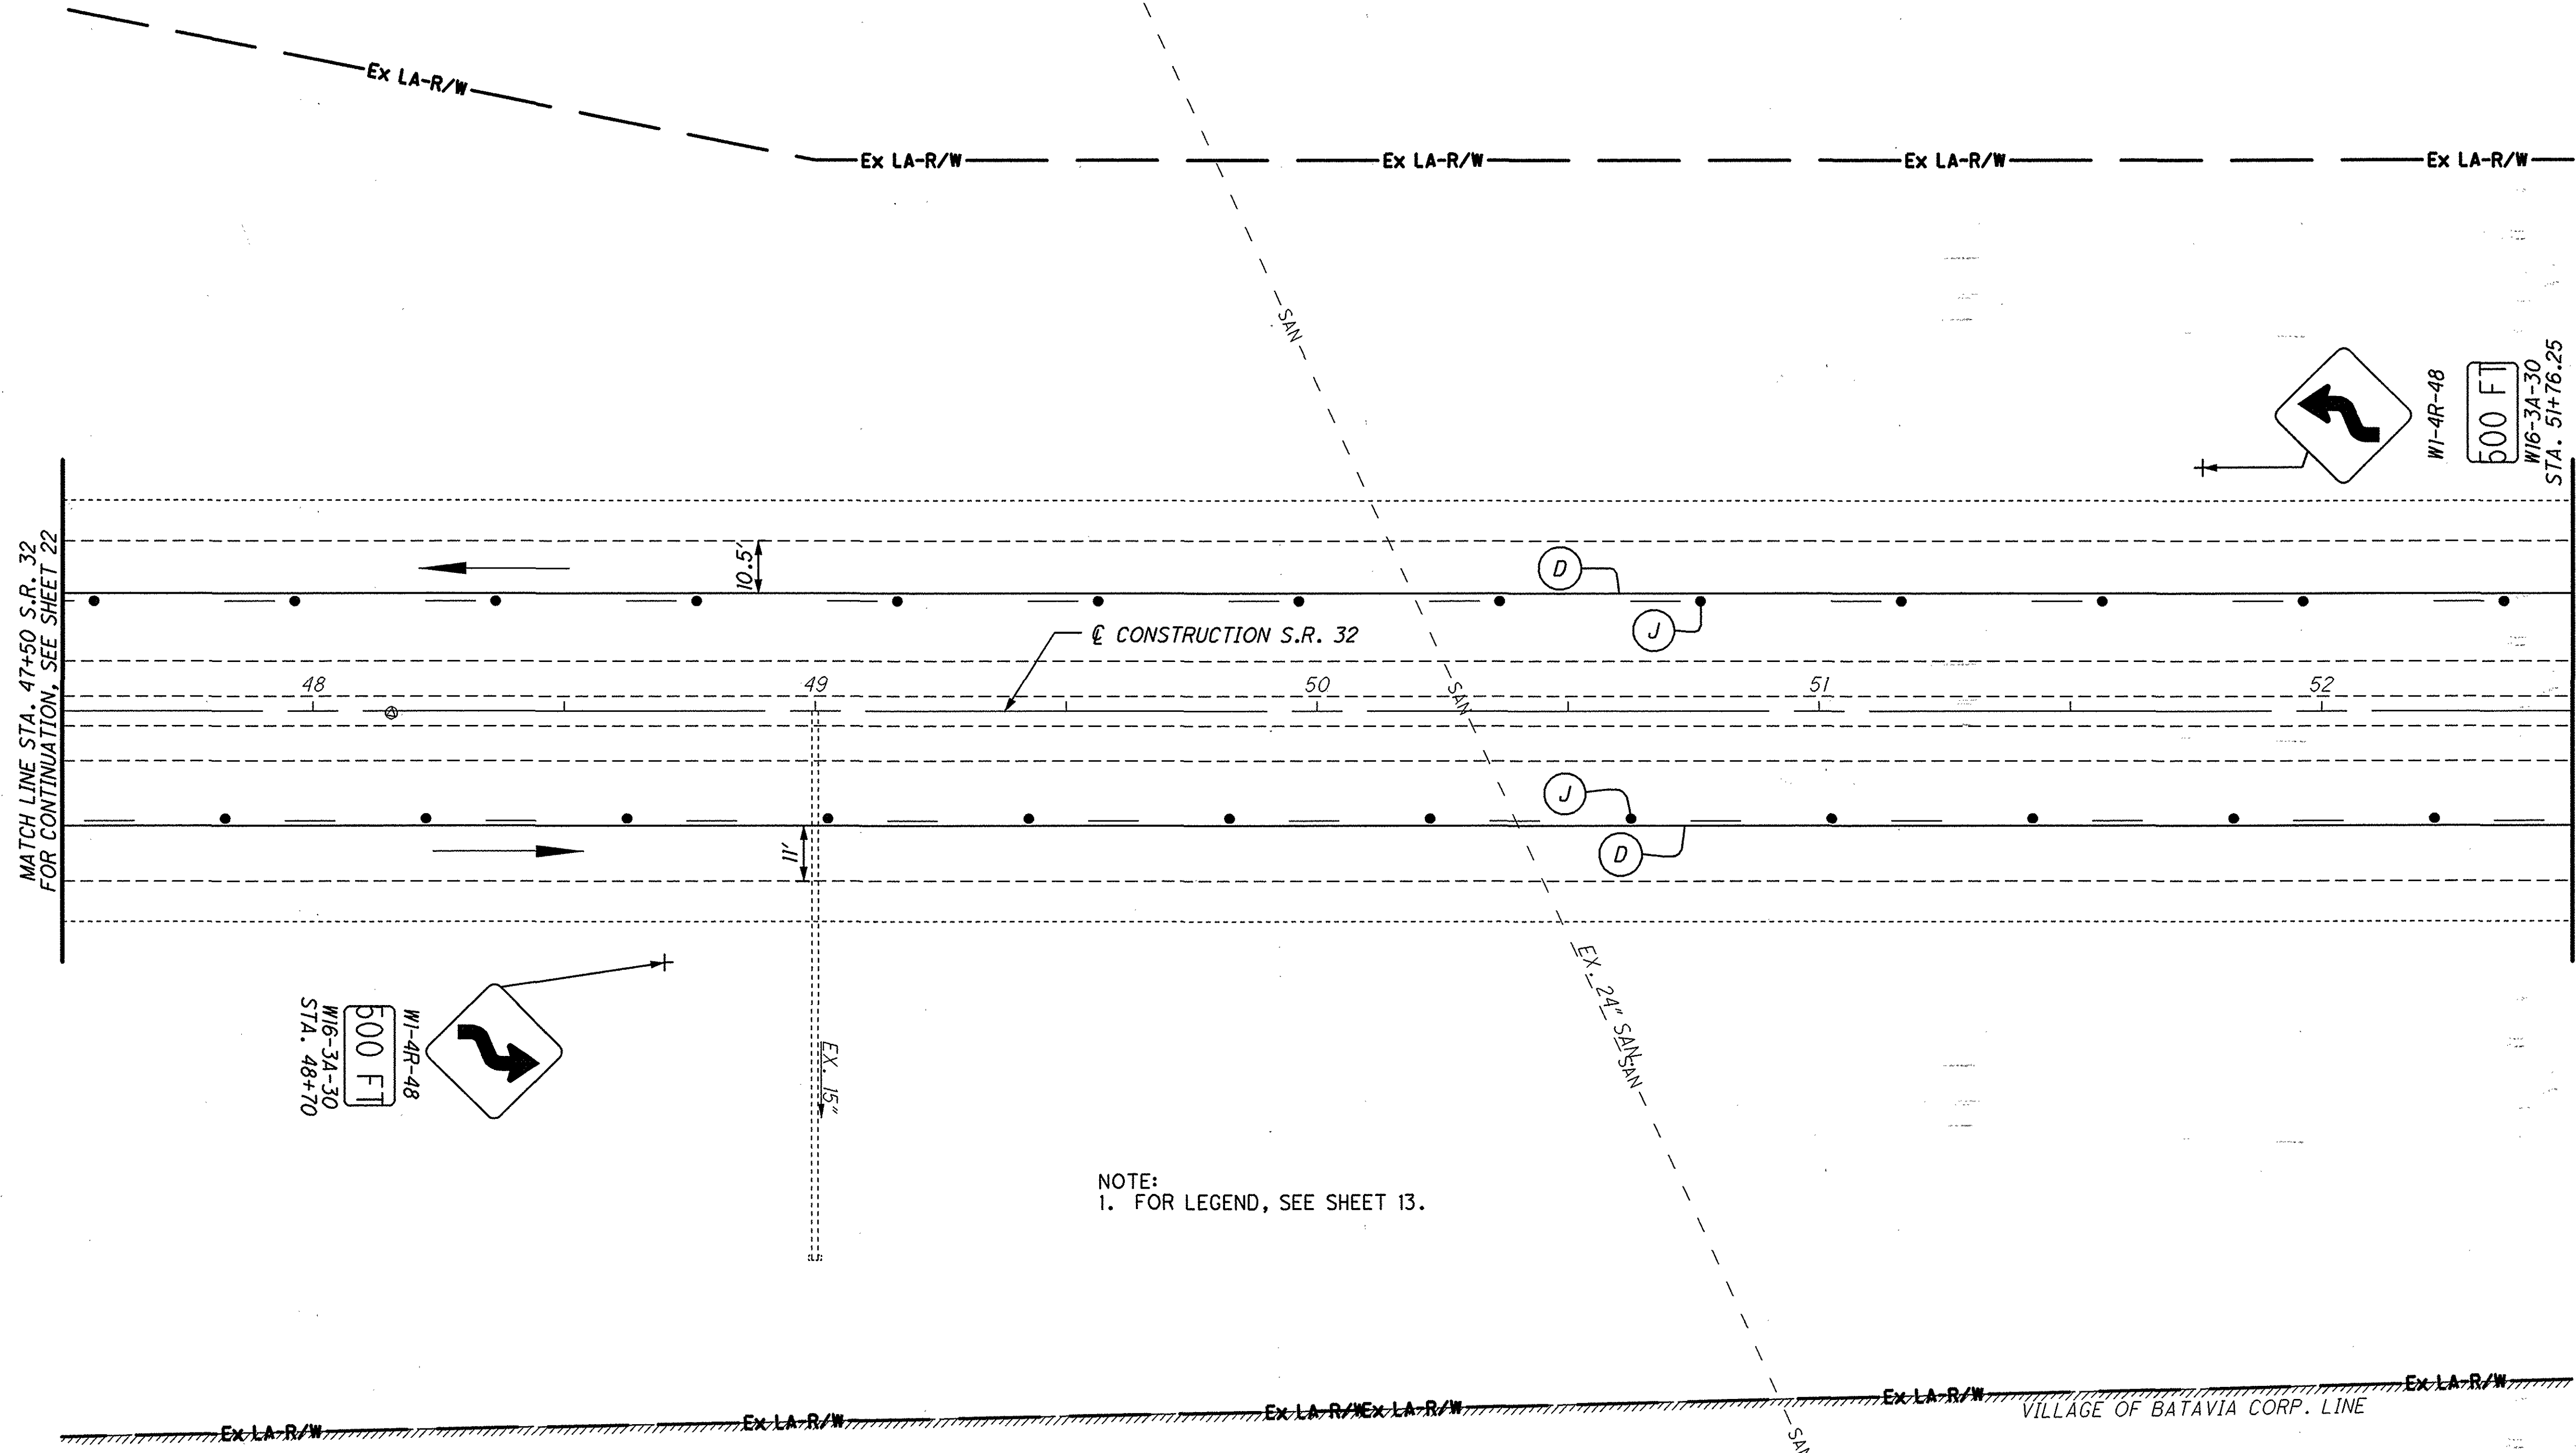 Ex LA-R/W
Ex LA-R/W
Ex LA-R/W
Ex LA-R/W
Ex LA-R/W
SAN
W1-4R-48
500 FT
W16-3A-30
STA. 51+76.25
MATCH LINE STA. 47+50 S.R. 32
FOR CONTINUATION, SEE SHEET 22
10.5'
D
J
℄ CONSTRUCTION S.R. 32
48
49
50
SAN
51
52
J
D
11'
EX. 24" SAN.
SAN
W1-4R-48
500 FT
W16-3A-30
STA. 48+70
EX. 15"
NOTE:
1. FOR LEGEND, SEE SHEET 13.
Ex LA-R/W
Ex LA-R/W
Ex LA-R/W
Ex LA-R/W
Ex LA-R/W
Ex LA-R/W
VILLAGE OF BATAVIA CORP. LINE
SAN